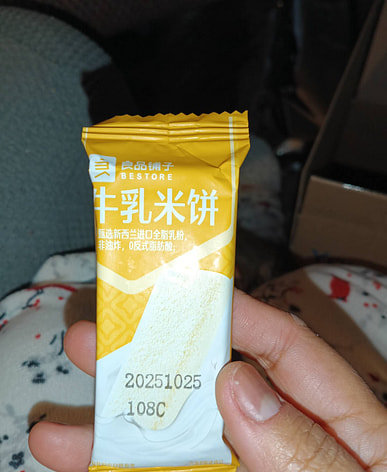 良品铺子
BESTORE
牛乳米饼
甄选新西兰进口全脂乳粉,
非油炸,0反式脂肪酸,
20251025
108C